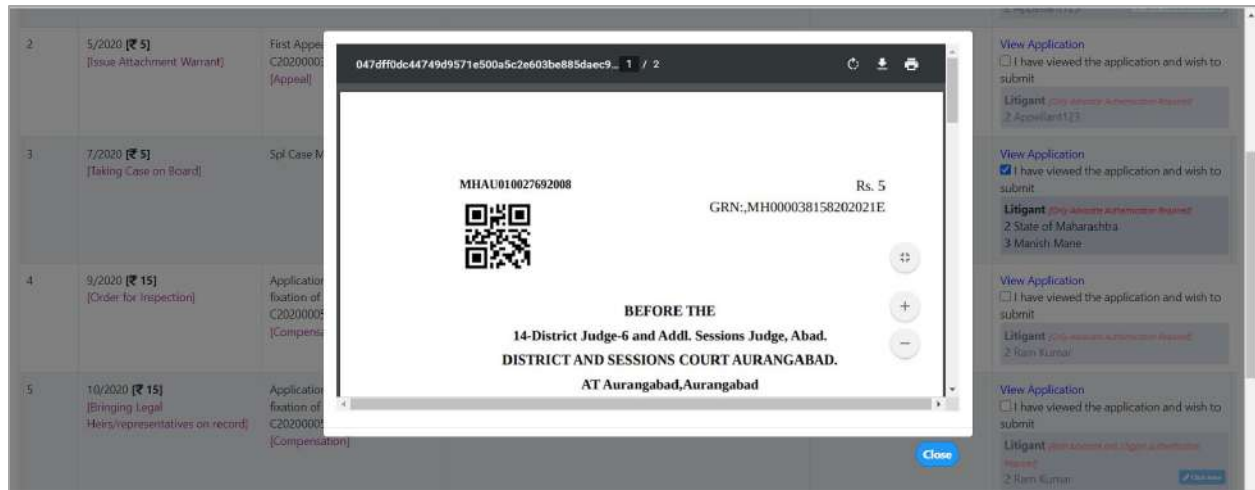 2
5/2020 [₹ 5]
[Issue Attachment Warrant]
First Appe
[Appeal]
View Application
I have viewed the application and wish to
submit
Litigant
2 Appellant123
3
7/2020 [₹ 5]
[Taking Case on Board]
Spl Case M
View Application
I have viewed the application and wish to
submit
Litigant
2 State of Maharashtra
3 Manish Mane
4
9/2020 [₹ 15]
[Order for Inspection]
Application
fixation of
[Compensa
View Application
I have viewed the application and wish to
submit
Litigant
2 Ram Kumar
5
10/2020 [₹ 15]
[Bringing Legal
Heirs/representatives on record]
Application
fixation of
[Compensation]
View Application
I have viewed the application and wish to
submit
Litigant
2 Ram Kumar
047dff0dc44749d9571e500a5c2e603be885daec9... 1 / 2
MHAU010027692008
Rs. 5
GRN:,MH000038158202021E
BEFORE THE
14-District Judge-6 and Addl. Sessions Judge, Abad.
DISTRICT AND SESSIONS COURT AURANGABAD.
AT Aurangabad,Aurangabad
Close